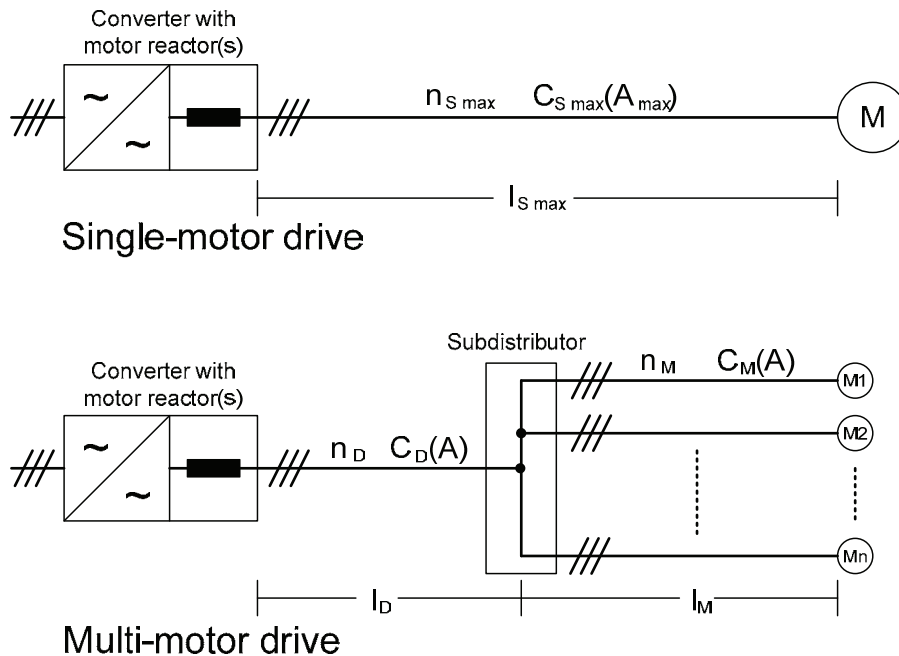 Converter with
motor reactor(s)
~
~
n S max C S max(A max)
M
l S max
Single-motor drive
Subdistributor
Converter with
motor reactor(s)
~
~
n D C D(A)
n M C M(A)
M1
M2
Mn
l D
l M
Multi-motor drive